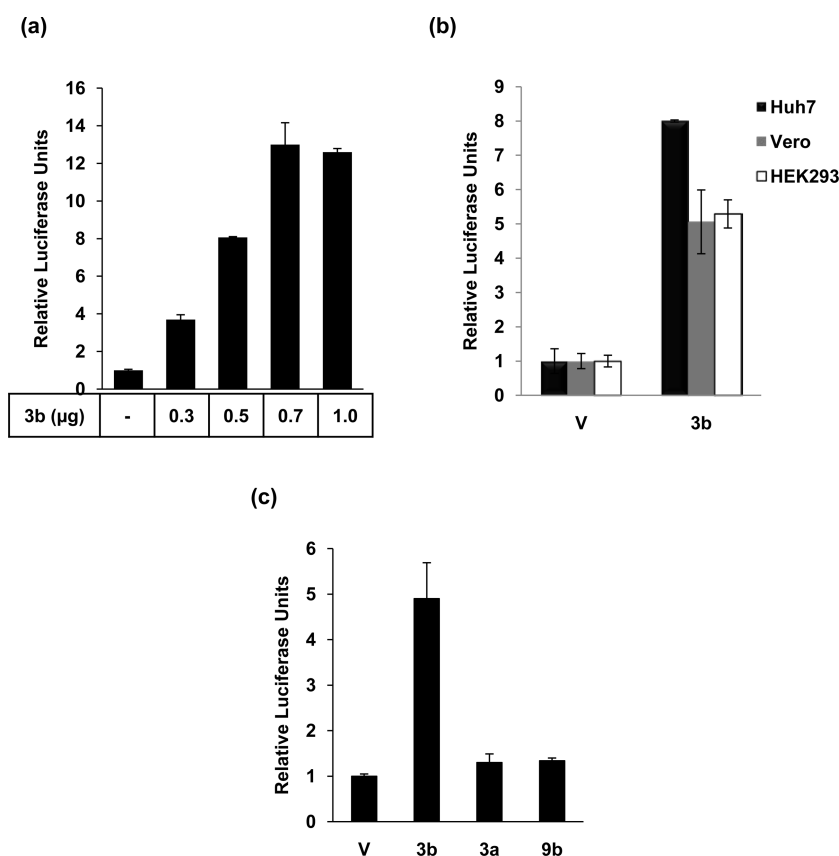 (a)
Relative Luciferase Units
16
14
12
10
8
6
4
2
0
3b (µg) - 0.3 0.5 0.7 1.0
(b)
Relative Luciferase Units
9
8
7
6
5
4
3
2
1
0
V 3b
Huh7
Vero
HEK293
(c)
Relative Luciferase Units
6
5
4
3
2
1
0
V 3b 3a 9b